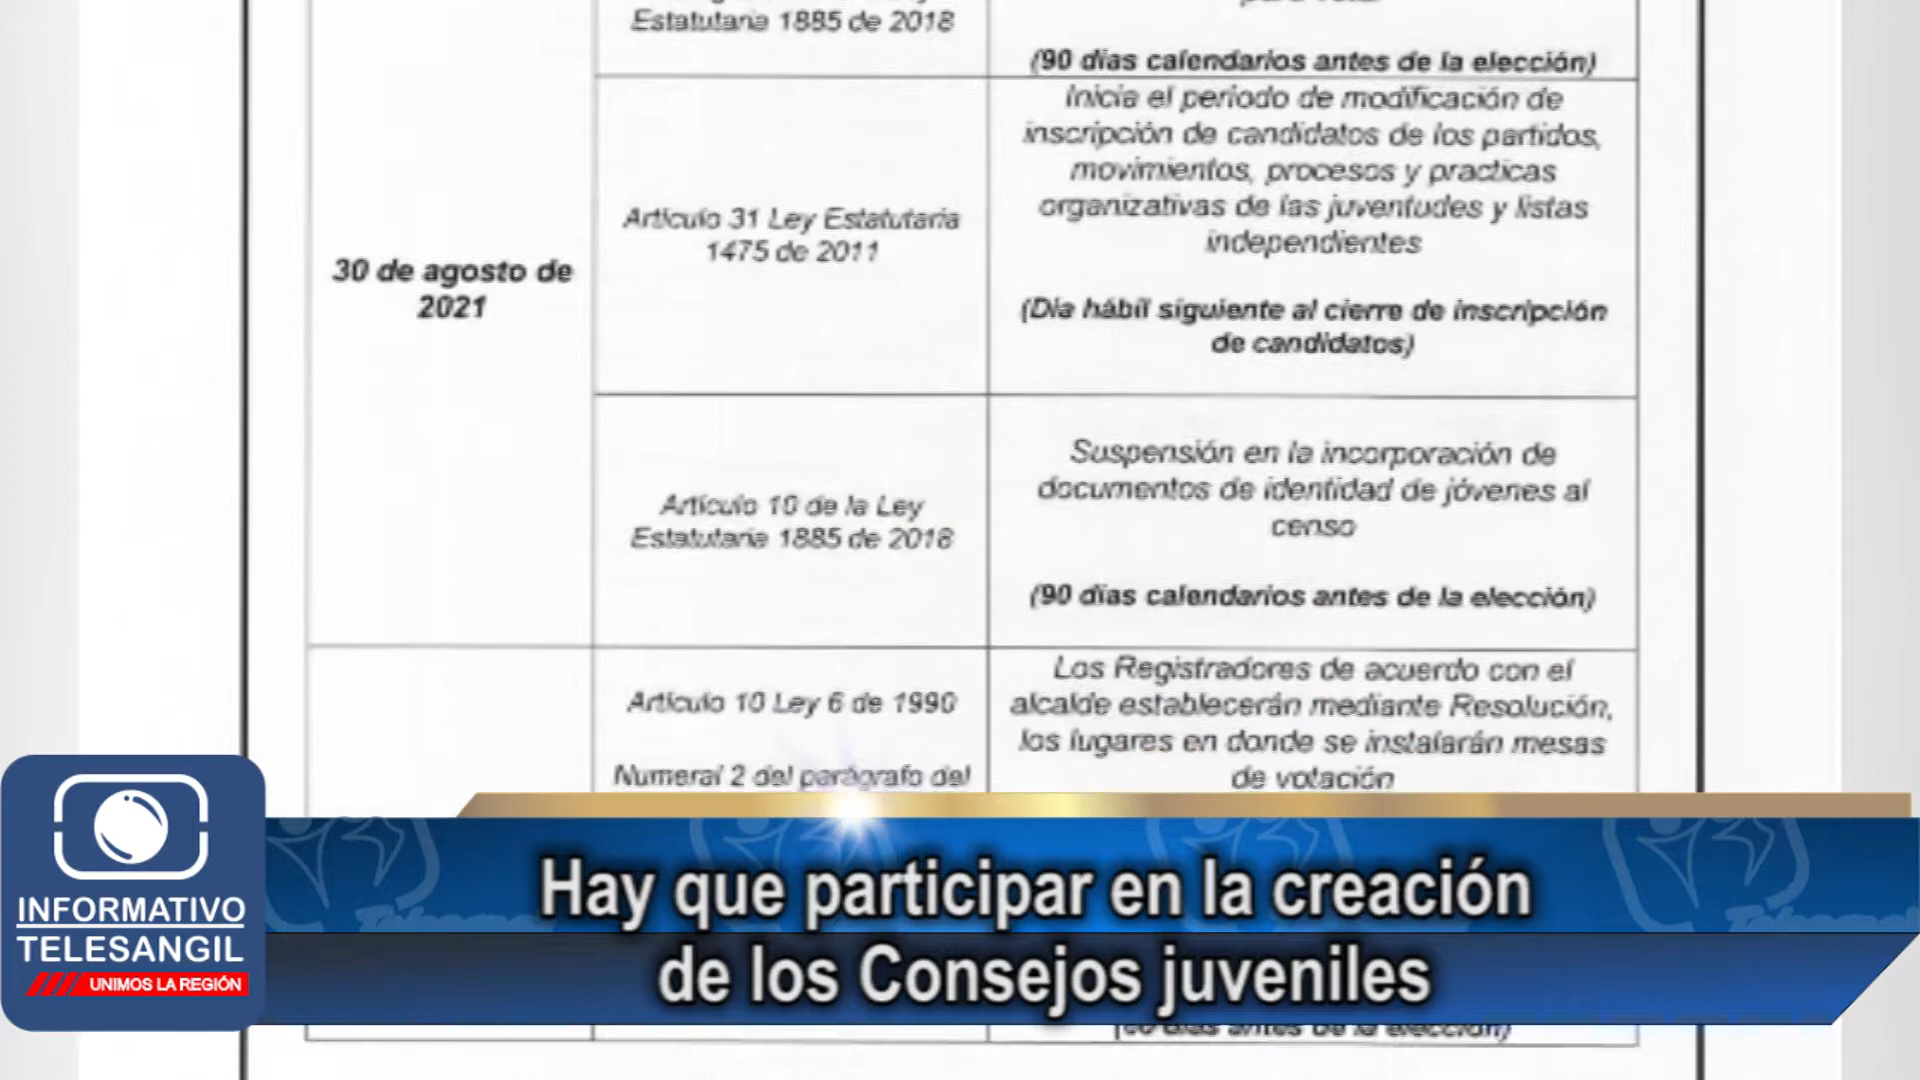 Estatutaria 1885 de 2018
(90 días calendarios antes de la elección)
30 de agosto de
2021
Artículo 31 Ley Estatutaria
1475 de 2011
Inicia el periodo de modificación de
inscripción de candidatos de los partidos,
movimientos, procesos y practicas
organizativas de las juventudes y listas
independientes
(Día hábil siguiente al cierre de inscripción
de candidatos)
Artículo 10 de la Ley
Estatutaria 1885 de 2018
Suspensión en la incorporación de
documentos de identidad de jóvenes al
censo
(90 días calendarios antes de la elección)
Artículo 10 Ley 6 de 1990
Numeral 2 del parágrafo del
Los Registradores de acuerdo con el
alcalde establecerán mediante Resolución,
los lugares en donde se instalarán mesas
de votación
días antes de la elección)
INFORMATIVO
TELESANGIL
UNIMOS LA REGIÓN
Hay que participar en la creación
de los Consejos juveniles